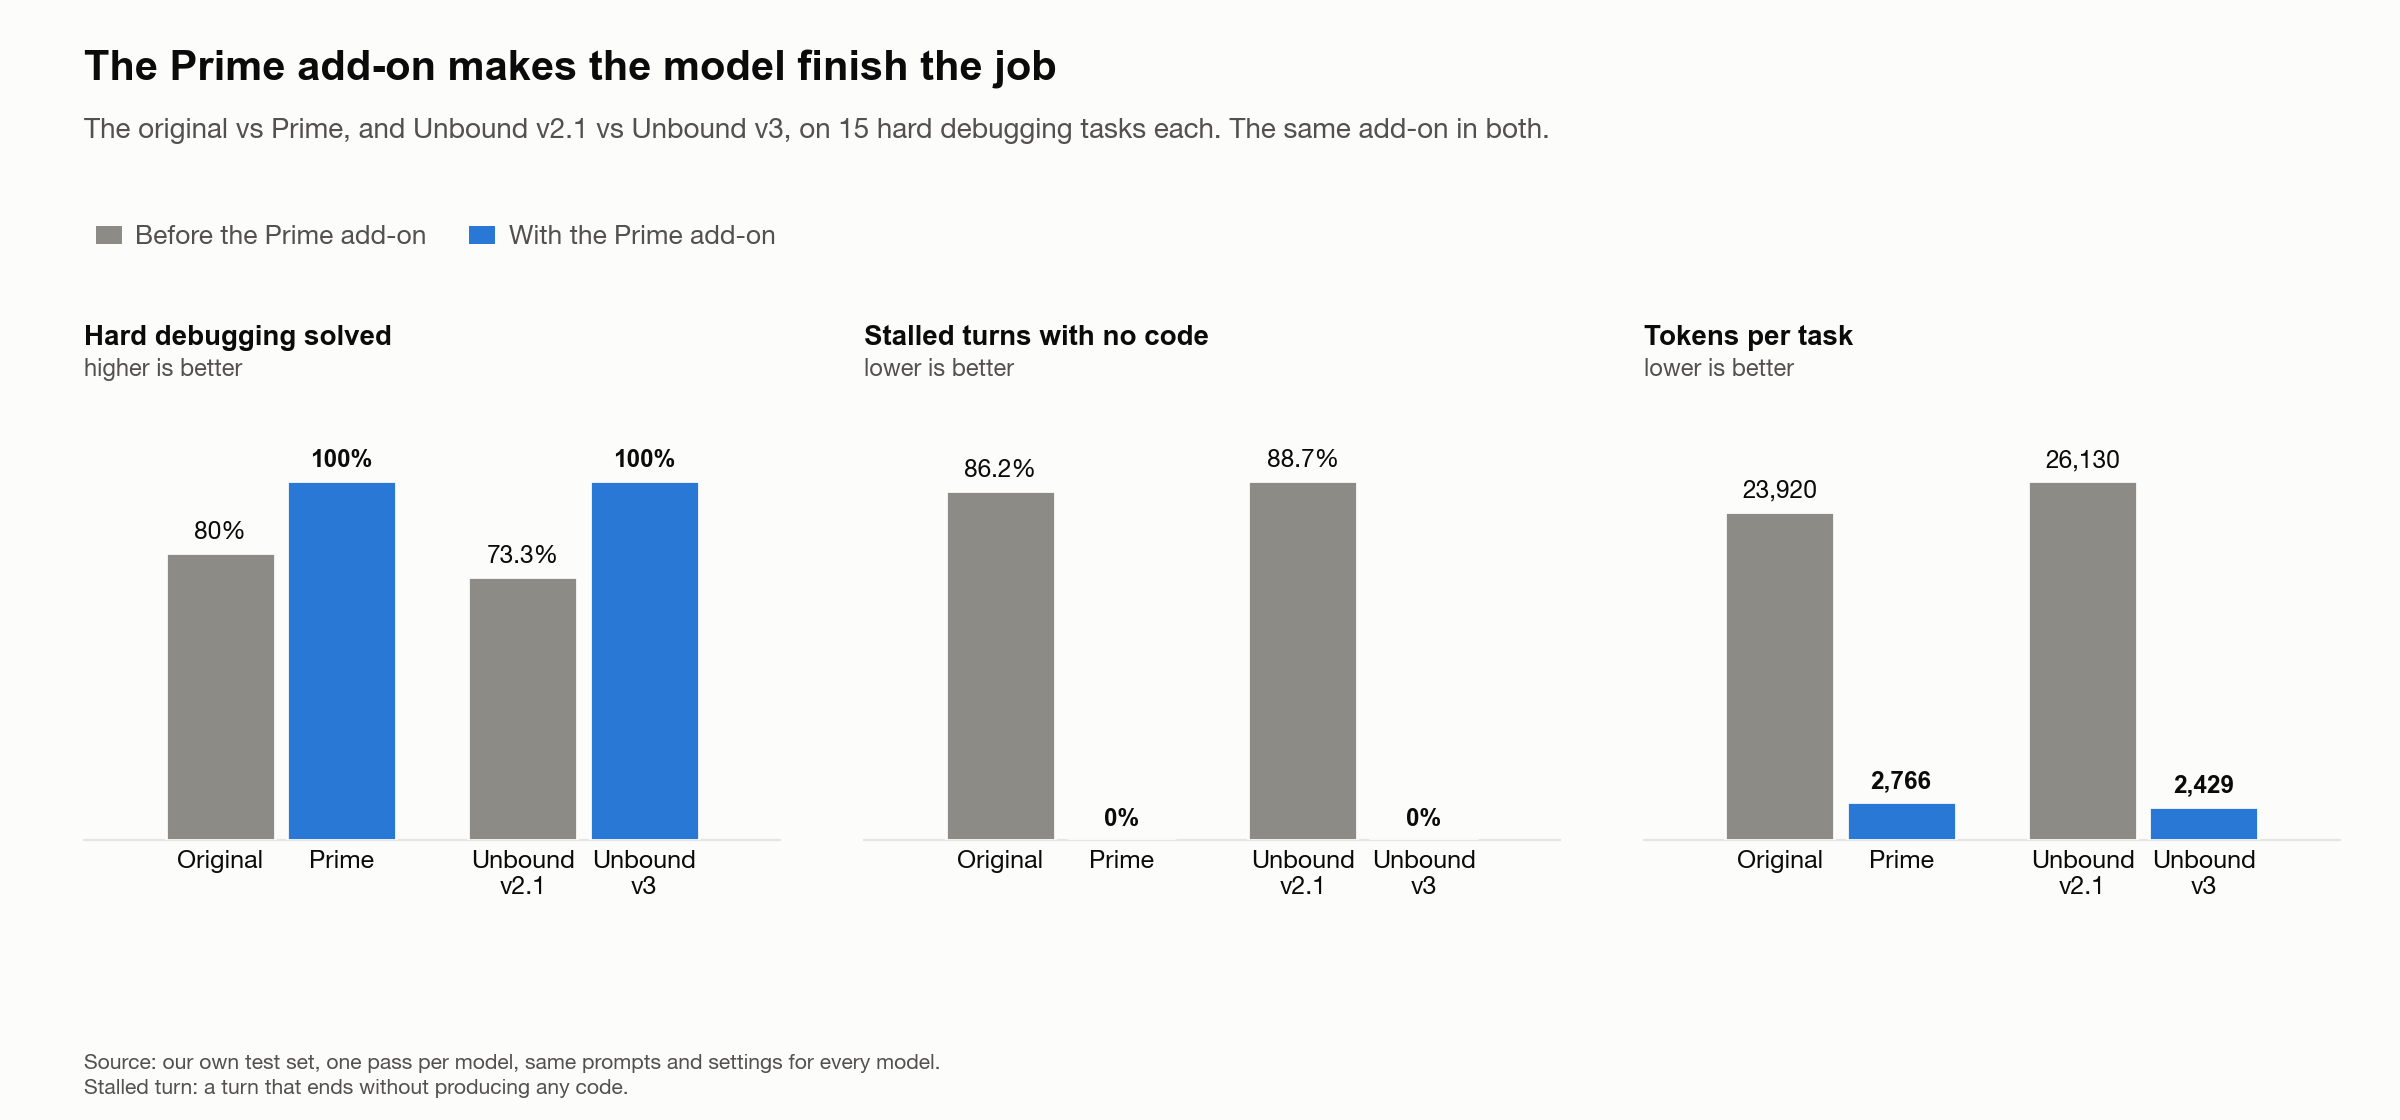 The Prime add-on makes the model finish the job
The original vs Prime, and Unbound v2.1 vs Unbound v3, on 15 hard debugging tasks each. The same add-on in both.
Before the Prime add-on
With the Prime add-on
Hard debugging solved
higher is better
80%
100%
73.3%
100%
Original
Prime
Unbound
v2.1
Unbound
v3
Stalled turns with no code
lower is better
86.2%
0%
88.7%
0%
Original
Prime
Unbound
v2.1
Unbound
v3
Tokens per task
lower is better
23,920
2,766
26,130
2,429
Original
Prime
Unbound
v2.1
Unbound
v3
Source: our own test set, one pass per model, same prompts and settings for every model.
Stalled turn: a turn that ends without producing any code.